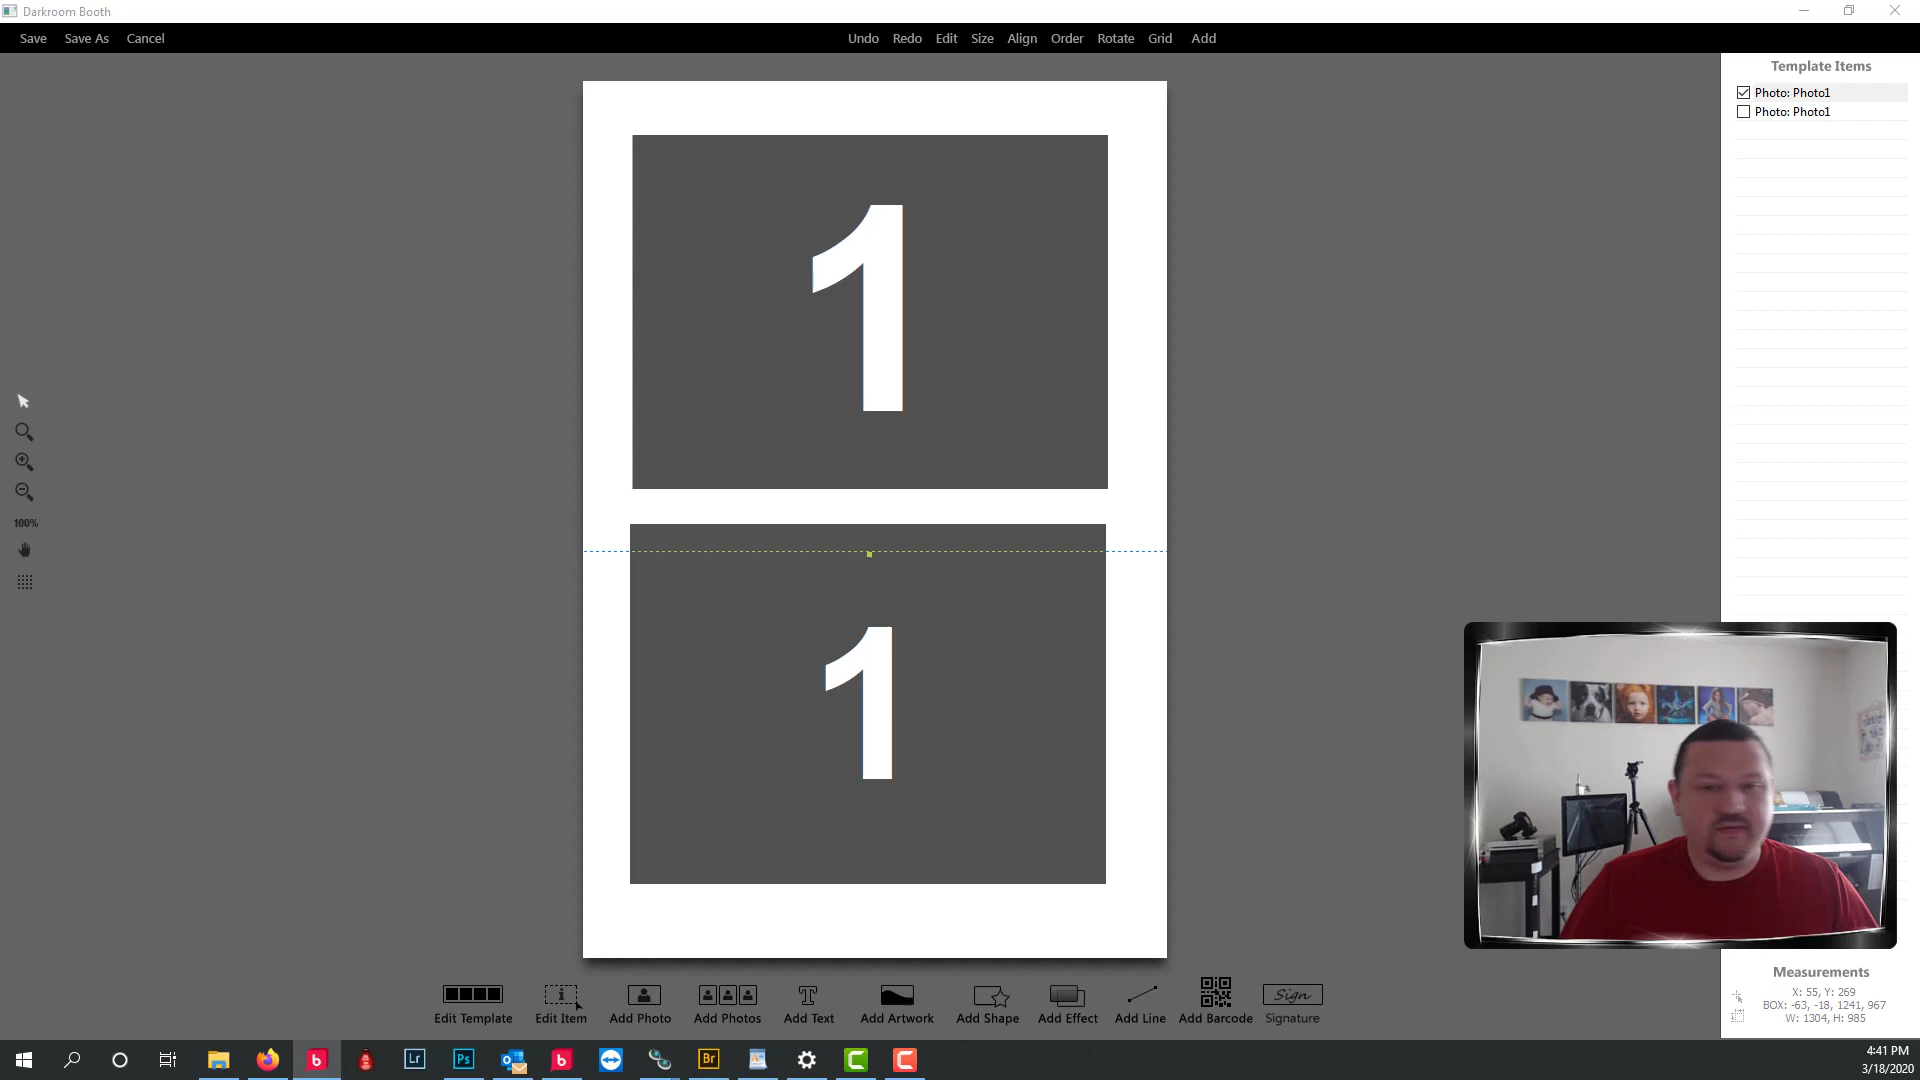 Darkroom Booth
Save Save As Cancel Undo Redo Edit Size Align Order Rotate Grid Add
Template Items
Photo: Photo1
Photo: Photo1
1
100%
1
Measurements
X: 55, Y: 269
BOX: -63, -18, 1241, 967
W: 1304, H: 985
Sign
Edit Template Edit Item Add Photo Add Photos Add Text Add Artwork Add Shape Add Effect Add Line Add Barcode Signature
b Lr Ps b Br
4:41 PM
3/18/2020